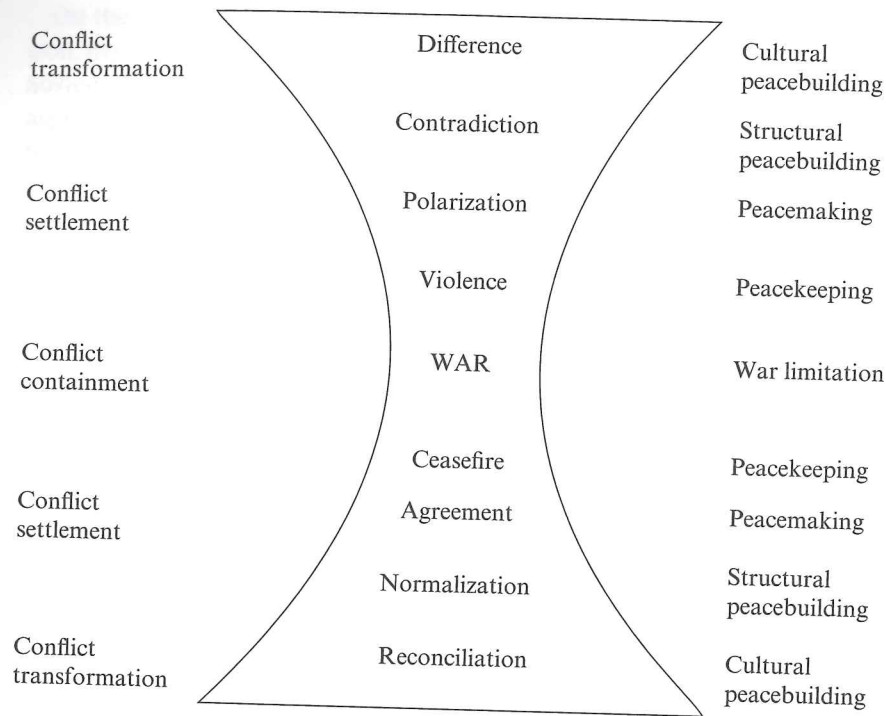 Conflict
transformation
Difference
Cultural
peacebuilding
Contradiction
Structural
peacebuilding
Conflict
settlement
Polarization
Peacemaking
Violence
Peacekeeping
Conflict
containment
WAR
War limitation
Ceasefire
Peacekeeping
Conflict
settlement
Agreement
Peacemaking
Normalization
Structural
peacebuilding
Conflict
transformation
Reconciliation
Cultural
peacebuilding